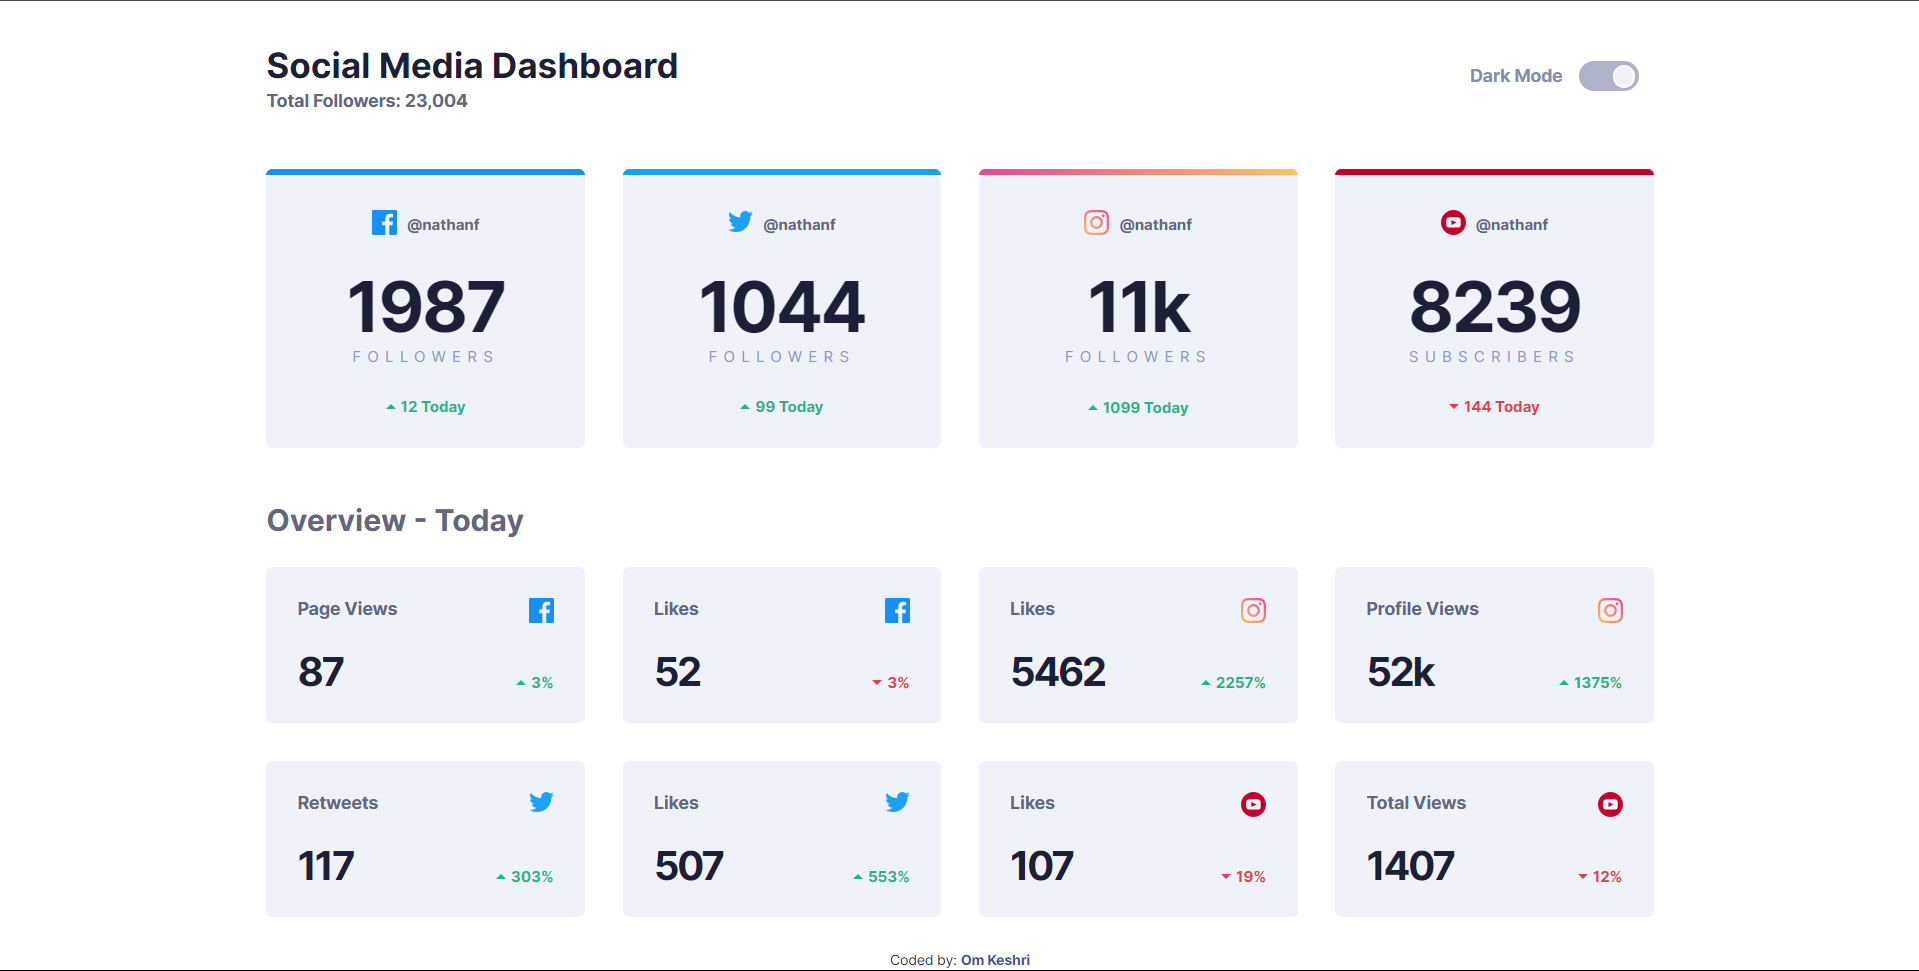 Social Media Dashboard
Total Followers: 23,004
Dark Mode
@nathanf
1987
FOLLOWERS
12 Today
@nathanf
1044
FOLLOWERS
99 Today
@nathanf
11k
FOLLOWERS
1099 Today
@nathanf
8239
SUBSCRIBERS
144 Today
Overview - Today
Page Views
87
3%
Likes
52
3%
Likes
5462
2257%
Profile Views
52k
1375%
Retweets
117
303%
Likes
507
553%
Likes
107
19%
Total Views
1407
12%
Coded by: Om Keshri